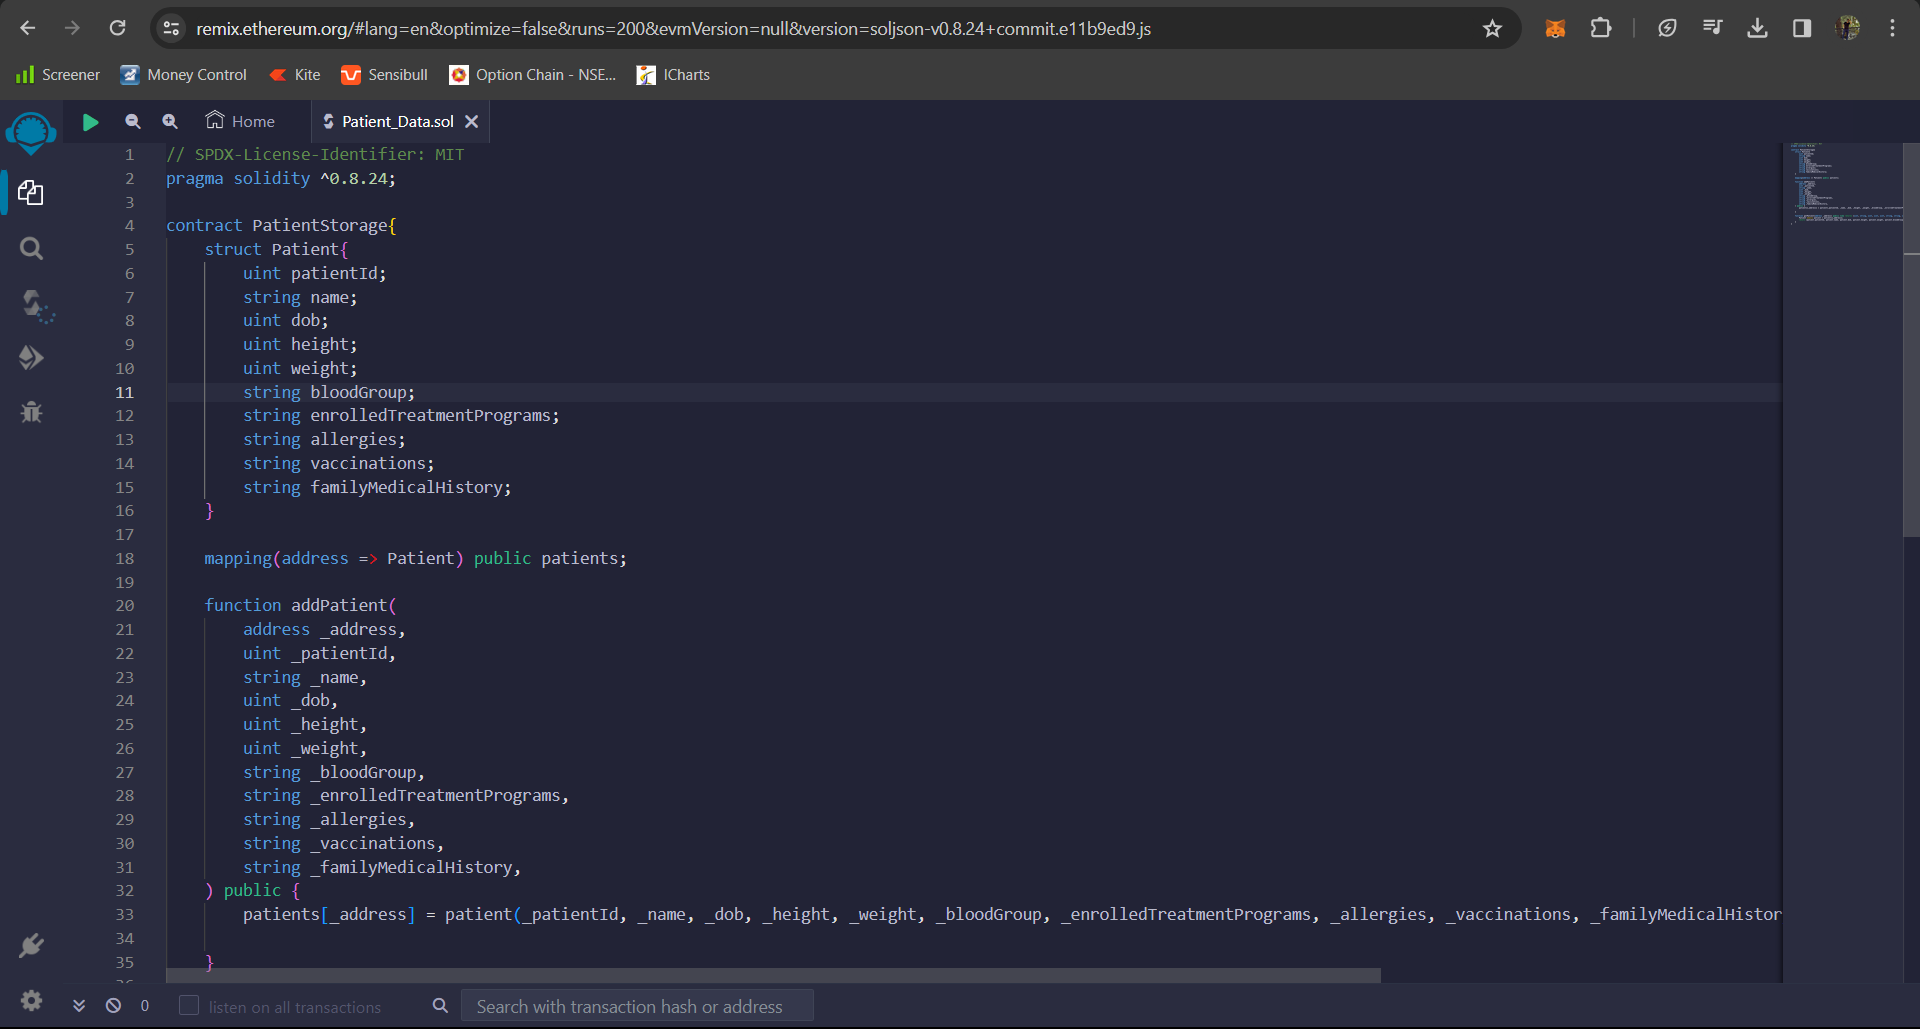 remix.ethereum.org/#lang=en&optimize=false&runs=200&evmVersion=null&version=soljson-v0.8.24+commit.e11b9ed9.js
Screener Money Control Kite Sensibull Option Chain - NSE... ICharts
Home Patient_Data.sol
1 // SPDX-License-Identifier: MIT
2 pragma solidity ^0.8.24;
3
4 contract PatientStorage{
5 struct Patient{
6 uint patientId;
7 string name;
8 uint dob;
9 uint height;
10 uint weight;
11 string bloodGroup;
12 string enrolledTreatmentPrograms;
13 string allergies;
14 string vaccinations;
15 string familyMedicalHistory;
16 }
17
18 mapping(address => Patient) public patients;
19
20 function addPatient(
21 address _address,
22 uint _patientId,
23 string _name,
24 uint _dob,
25 uint _height,
26 uint _weight,
27 string _bloodGroup,
28 string _enrolledTreatmentPrograms,
29 string _allergies,
30 string _vaccinations,
31 string _familyMedicalHistory,
32 ) public {
33 patients[_address] = patient(_patientId, _name, _dob, _height, _weight, _bloodGroup, _enrolledTreatmentPrograms, _allergies, _vaccinations, _familyMedicalHistor
34
35 }
0 listen on all transactions Search with transaction hash or address